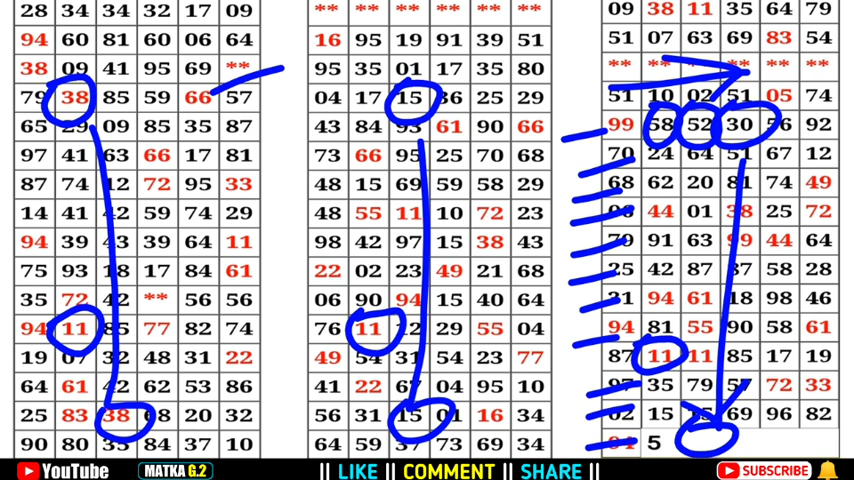 28 34 34 32 17 09
94 60 81 60 06 64
38 09 41 95 69 **
79 38 85 59 66 57
65 29 09 85 35 87
97 41 63 66 17 81
87 74 12 72 95 33
14 41 42 59 74 29
94 39 43 39 64 11
75 93 18 17 84 61
35 72 42 ** 56 56
94 11 85 77 82 74
19 07 32 48 31 22
64 61 42 62 53 86
25 83 38 68 20 32
90 80 35 84 37 10
** ** ** ** ** **
16 95 19 91 39 51
95 35 01 17 35 80
04 17 15 36 25 29
43 84 93 61 90 66
73 66 95 25 70 68
48 15 69 59 58 29
48 55 11 10 72 23
98 42 97 15 38 43
22 02 23 49 21 68
06 90 94 15 40 64
76 11 12 29 55 04
49 54 31 54 23 77
41 22 67 04 95 10
56 31 15 01 16 34
64 59 37 73 69 34
09 38 11 35 64 79
51 07 63 69 83 54
** ** ** ** **
51 10 02 51 05 74
99 58 52 30 56 92
70 24 64 51 67 12
68 62 20 81 74 49
44 01 38 25 72
79 91 63 99 44 64
25 42 87 37 58 28
31 94 61 18 98 46
94 81 55 90 58 61
87 11 11 85 17 19
97 35 79 57 72 33
02 15 69 96 82
5
YouTube MATKA G.2 || LIKE || COMMENT || SHARE || SUBSCRIBE